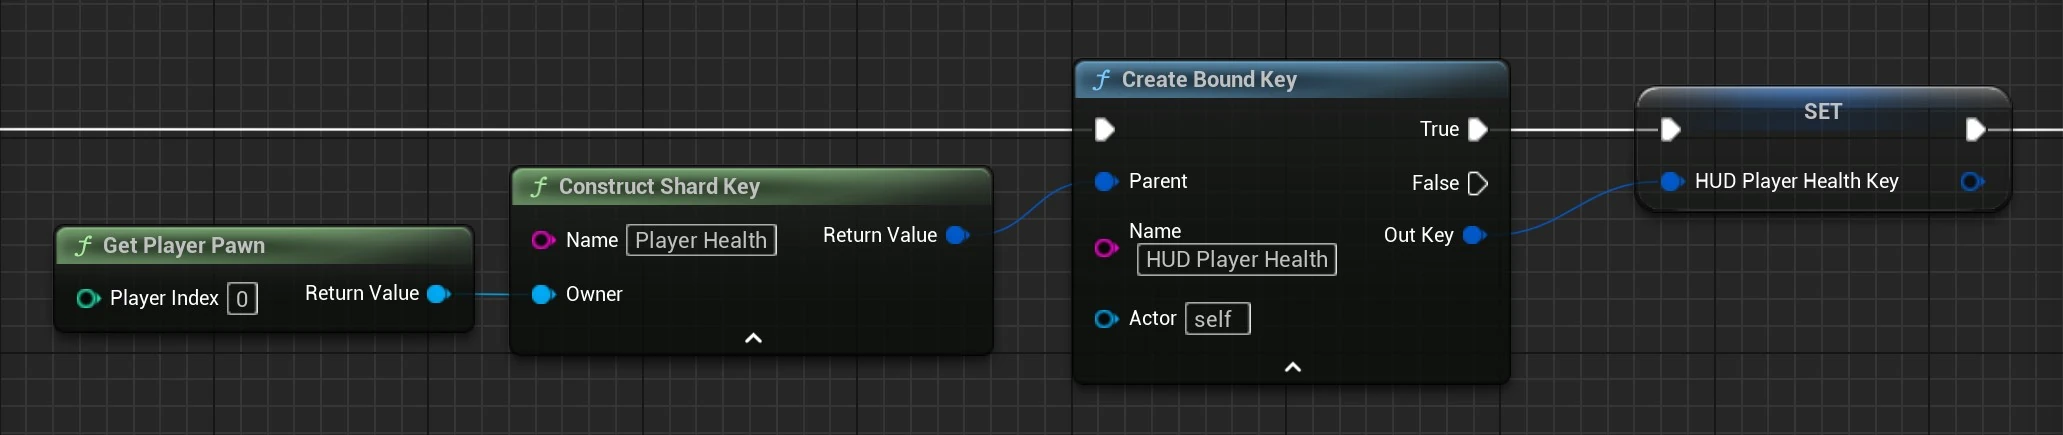 Get Player Pawn
Player Index 0
Return Value
Construct Shard Key
Name Player Health
Return Value
Owner
Create Bound Key
True
Parent
False
Name
HUD Player Health
Out Key
Actor self
SET
HUD Player Health Key